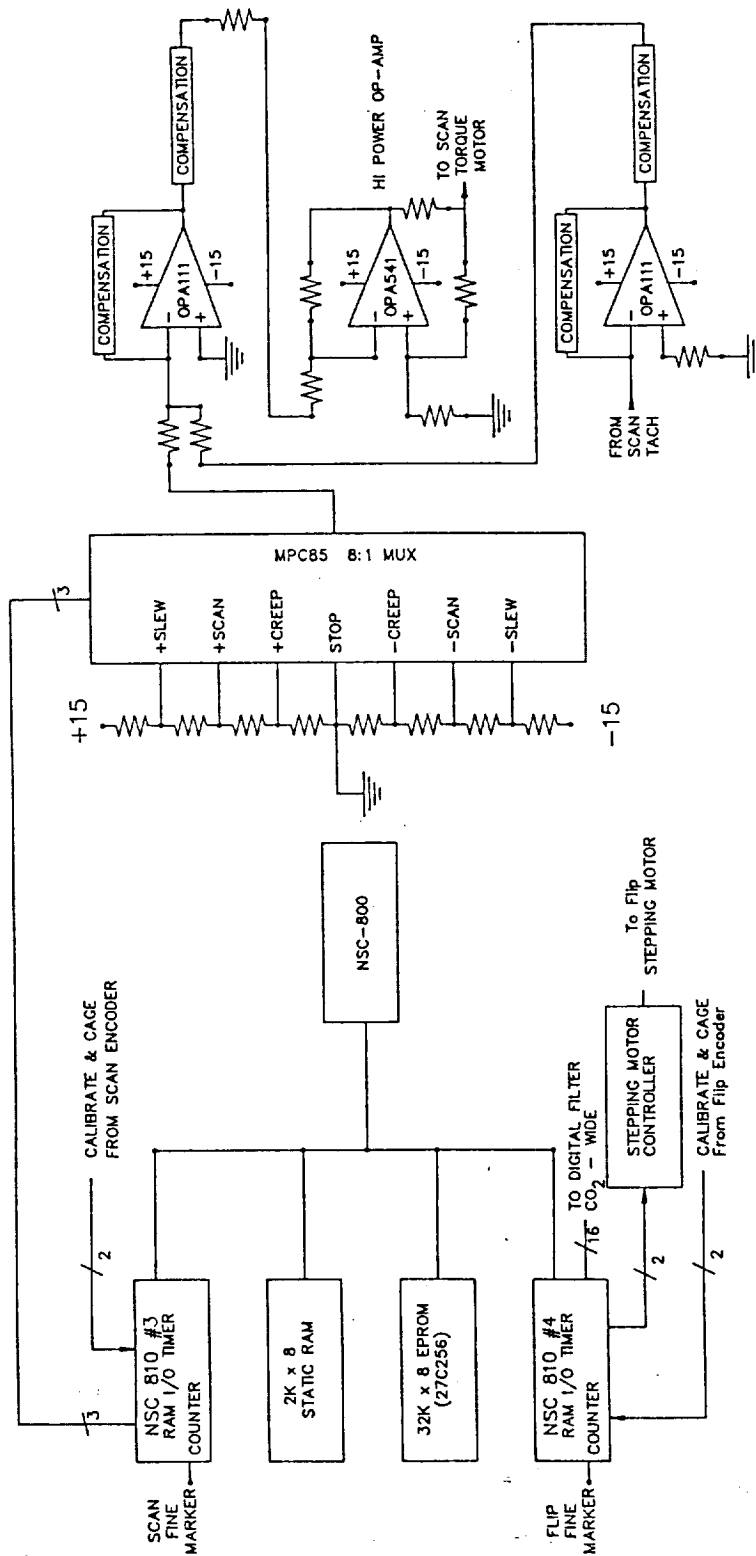 SCAN
FINE
MARKER
NSC 810 #3
RAM I/O TIMER
COUNTER
3
2
CALIBRATE & CAGE
FROM SCAN ENCODER
2K x 8
STATIC RAM
32K x 8 EPROM
(27C256)
FLIP
FINE
MARKER
NSC 810 #4
RAM I/O TIMER
COUNTER
16
TO DIGITAL FILTER
CO2 - WIDE
2
STEPPING MOTOR
CONTROLLER
To Flip
STEPPING MOTOR
2
CALIBRATE & CAGE
From Flip Encoder
NSC-800
+15
-15
3
MPC85 8:1 MUX
+SLEW
+SCAN
+CREEP
STOP
-CREEP
-SCAN
-SLEW
COMPENSATION
+15
OPA111
-
+
-15
COMPENSATION
HI POWER OP-AMP
+15
OPA541
-
+
-15
TO SCAN
TORQUE
MOTOR
FROM
SCAN
TACH
COMPENSATION
+15
OPA111
-
+
-15
COMPENSATION